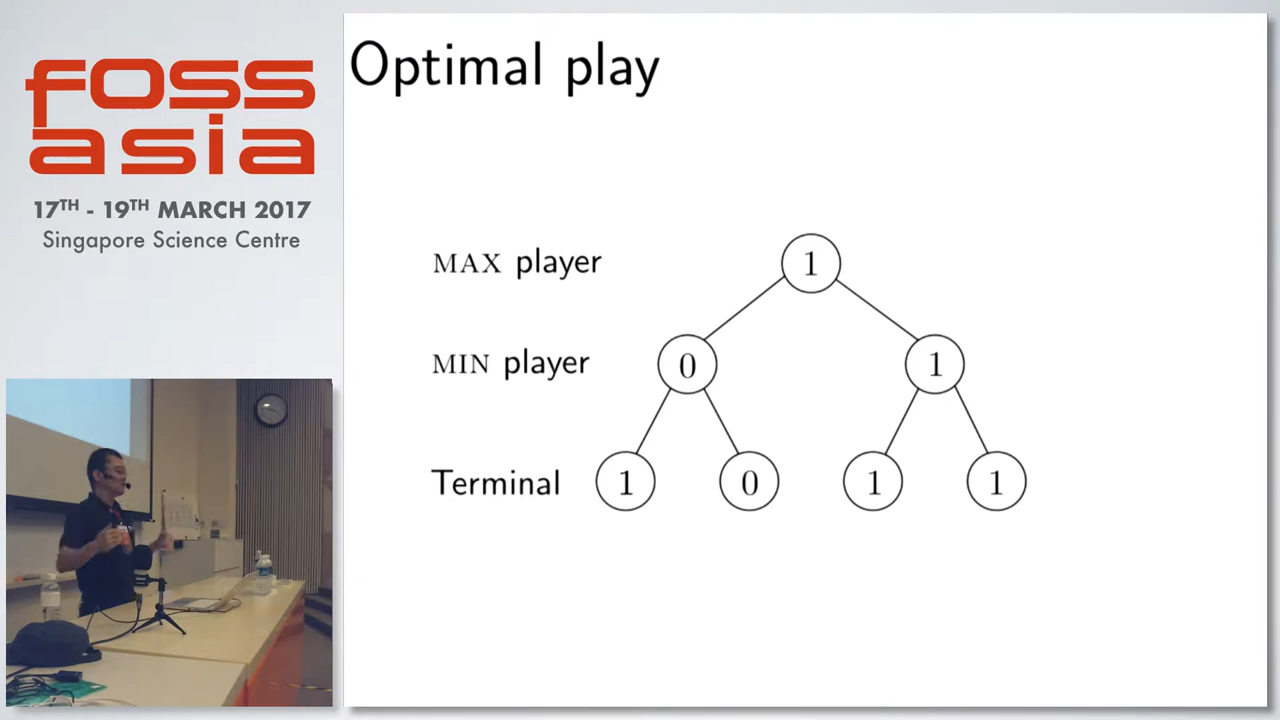 foss
asia
17TH - 19TH MARCH 2017
Singapore Science Centre
Optimal play
MAX player
1
MIN player
0
1
Terminal
1
0
1
1